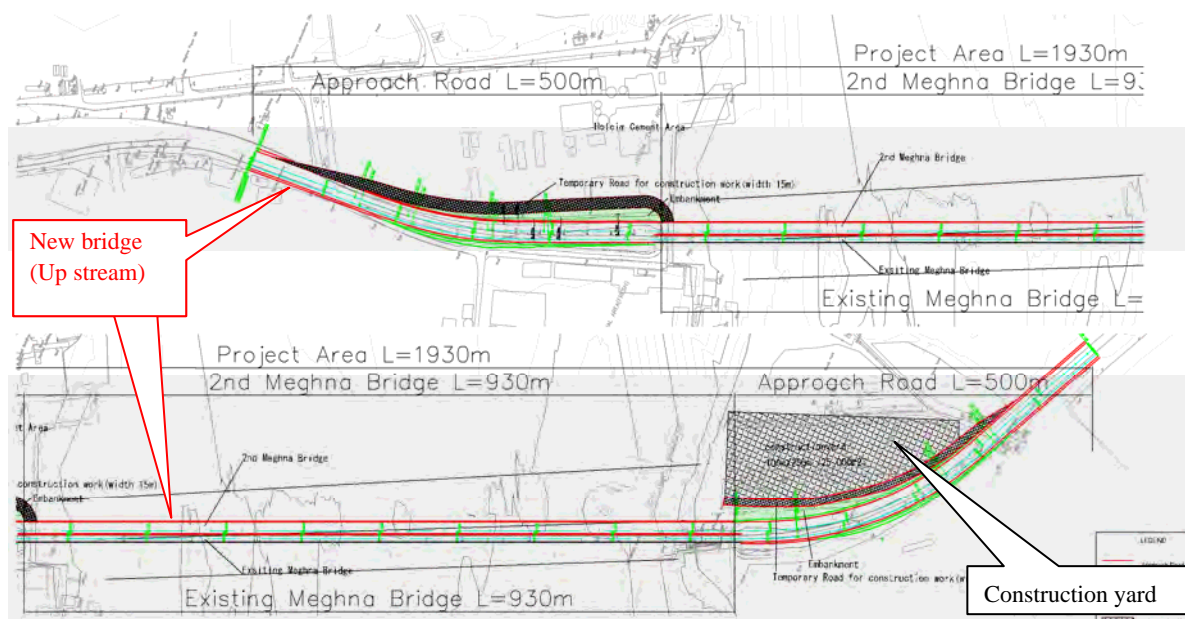 Project Area L=1930m
Approach Road L=500m
2nd Meghna Bridge L=93
Holcim Cement Area
2nd Meghna Bridge
Temporary Road for construction work(width 15m)
Embankment
New bridge
(Up stream)
Exsiting Meghna Bridge
Existing Meghna Bridge L=
Project Area L=1930m
2nd Meghna Bridge L=930m
Approach Road L=500m
nt Area
2nd Meghna Bridge
construction work(width 15m)
Embankment
Exsiting Meghna Bridge
Embankment
Temporary Road for construction work(w
LEGEND
Existing Meghna Bridge L=930m
Construction yard